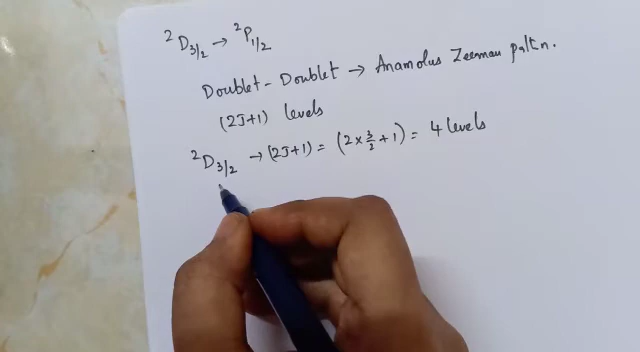 ²D₃/₂ → ²P₁/₂
Doublet - Doublet → Anamolus Zeeman pattn.
(2J+1) levels
²D₃/₂ → (2J+1) = (2 × 3/2 + 1) = 4 levels